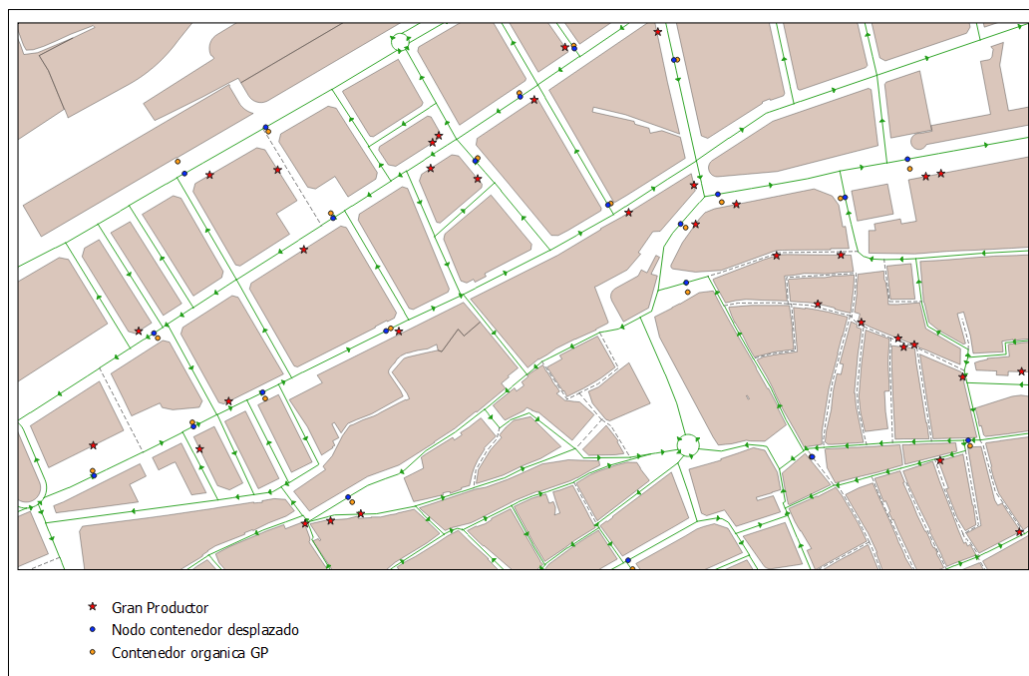 Gran Productor
Nodo contenedor desplazado
Contenedor organica GP